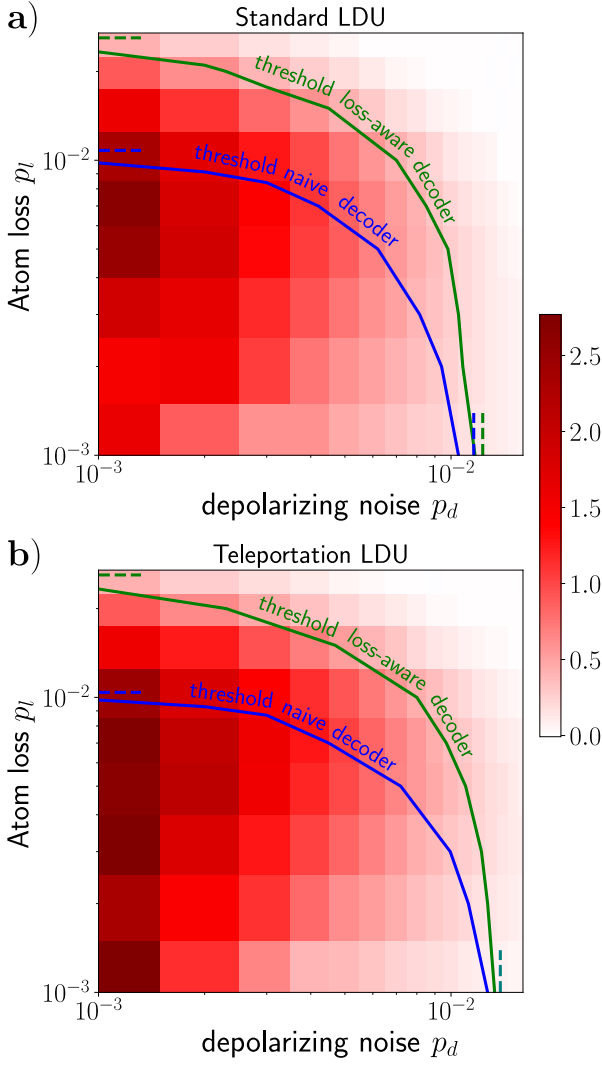 a)
Standard LDU
threshold loss-aware decoder
threshold naive decoder
10⁻²
10⁻³
Atom loss pₗ
10⁻³
10⁻²
depolarizing noise p_d
2.5
2.0
1.5
1.0
0.5
0.0
b)
Teleportation LDU
threshold loss-aware decoder
threshold naive decoder
10⁻²
10⁻³
Atom loss pₗ
10⁻³
10⁻²
depolarizing noise p_d